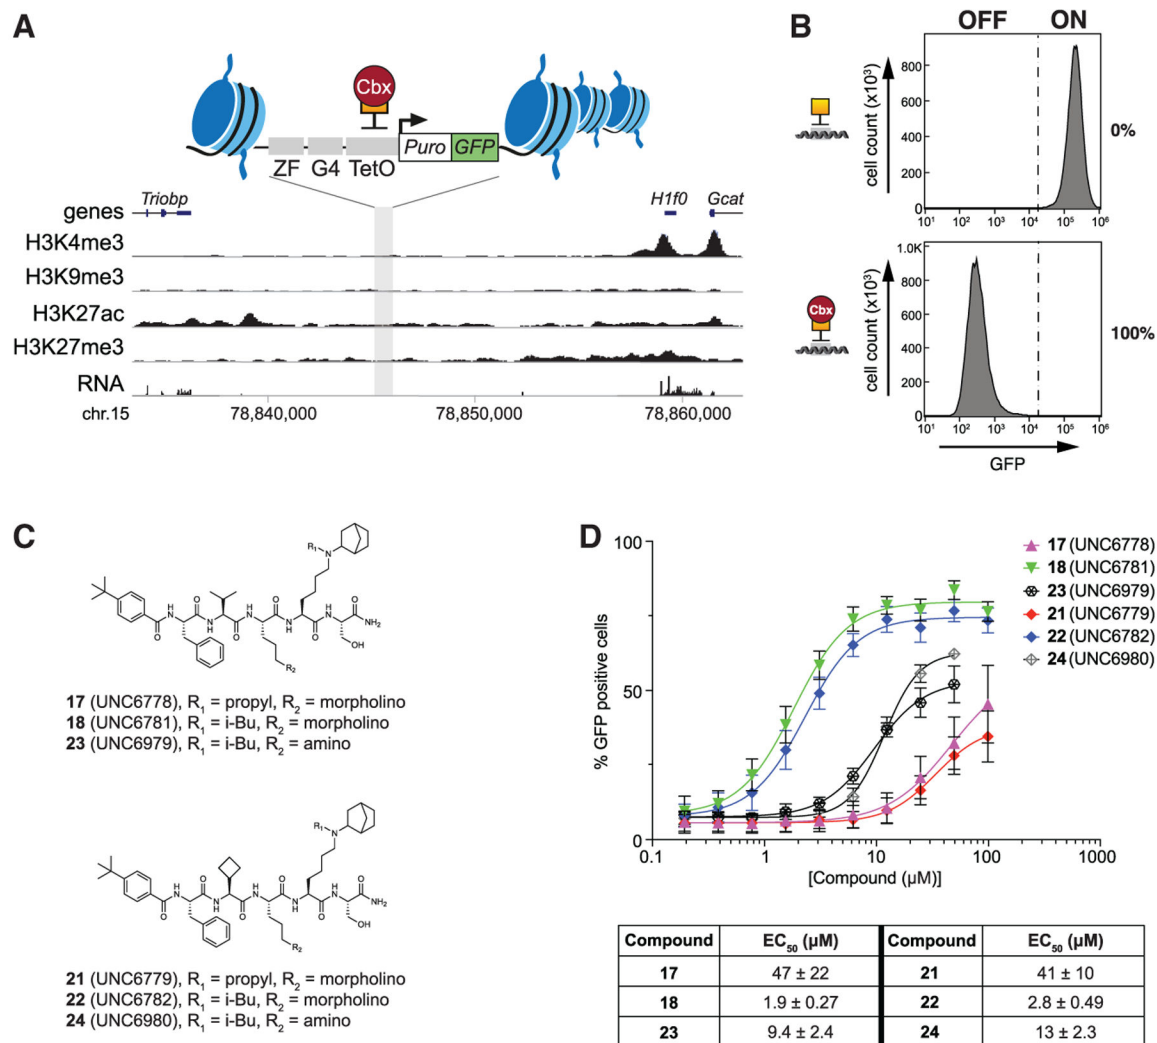 A
Cbx
Puro GFP
ZF G4 TetO
Triobp H1f0 Gcat
genes
H3K4me3
H3K9me3
H3K27ac
H3K27me3
RNA
chr.15 78,840,000 78,850,000 78,860,000
B
OFF ON
cell count (x10³)
800
600
400
200
0
10¹ 10² 10³ 10⁴ 10⁵ 10⁶
0%
Cbx
cell count (x10³)
1.0K
800
600
400
200
0
10¹ 10² 10³ 10⁴ 10⁵ 10⁶
100%
GFP
C
R₁ N
H N O H N O H N O
O N H O N H O N H O NH₂
OH
R₂
17 (UNC6778), R₁ = propyl, R₂ = morpholino
18 (UNC6781), R₁ = i-Bu, R₂ = morpholino
23 (UNC6979), R₁ = i-Bu, R₂ = amino
R₁ N
H N O H N O H N O
O N H O N H O NH₂
OH
R₂
21 (UNC6779), R₁ = propyl, R₂ = morpholino
22 (UNC6782), R₁ = i-Bu, R₂ = morpholino
24 (UNC6980), R₁ = i-Bu, R₂ = amino
D
% GFP positive cells
100
50
0
0.1 1 10 100 1000
[Compound (µM)]
17 (UNC6778)
18 (UNC6781)
23 (UNC6979)
21 (UNC6779)
22 (UNC6782)
24 (UNC6980)
Compound EC₅₀ (µM) Compound EC₅₀ (µM)
17 47 ± 22 21 41 ± 10
18 1.9 ± 0.27 22 2.8 ± 0.49
23 9.4 ± 2.4 24 13 ± 2.3